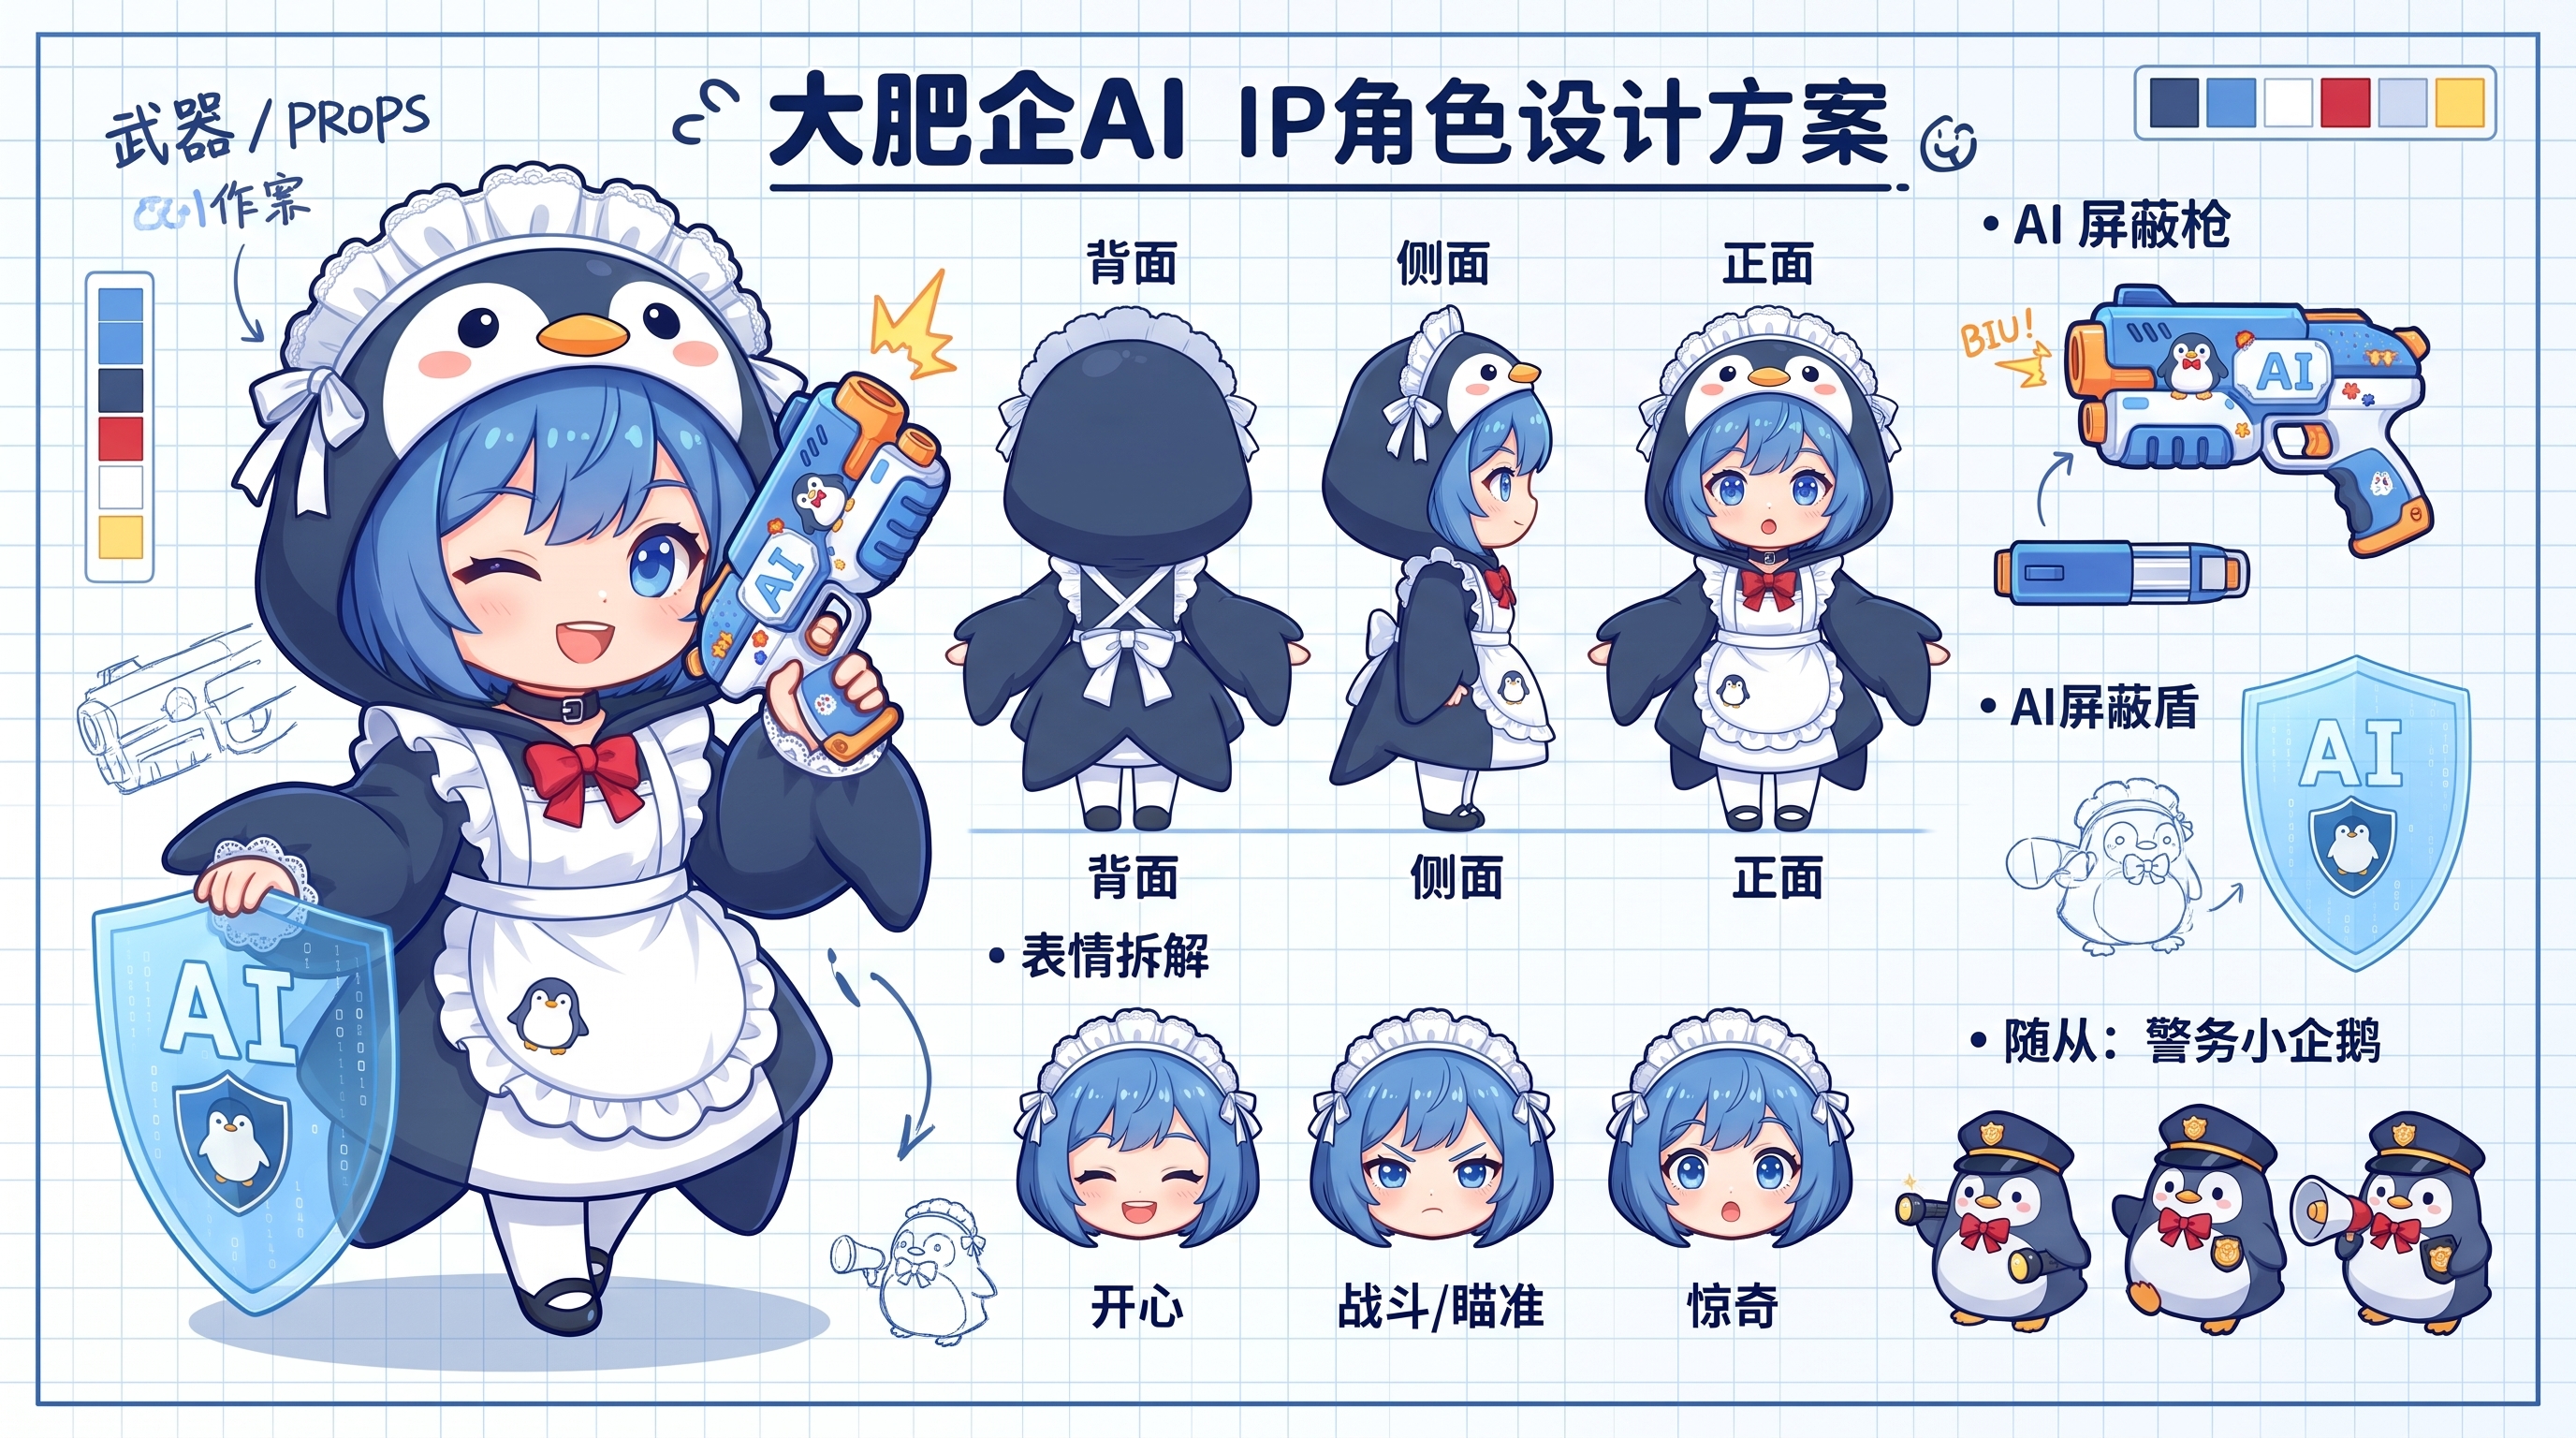 大肥企AI IP角色设计方案
武器 / PROPS
作案
背面
侧面
正面
AI
背面
侧面
正面
• 表情拆解
开心
战斗/瞄准
惊奇
AI
• AI 屏蔽枪
BIU!
AI
• AI屏蔽盾
AI
• 随从：警务小企鹅